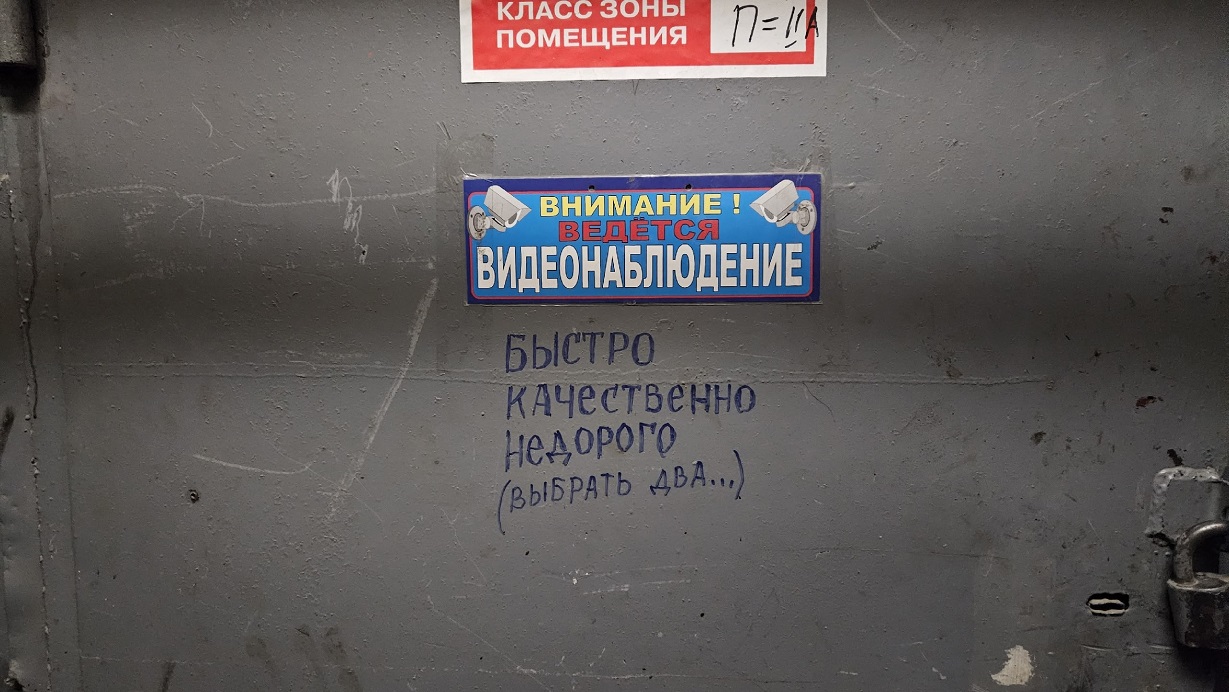 КЛАСС ЗОНЫ
ПОМЕЩЕНИЯ
П=IIА
ВНИМАНИЕ !
ВЕДЁТСЯ
ВИДЕОНАБЛЮДЕНИЕ
БЫСТРО
КАЧЕСТВЕННО
НЕДОРОГО
(ВЫБРАТЬ ДВА...)